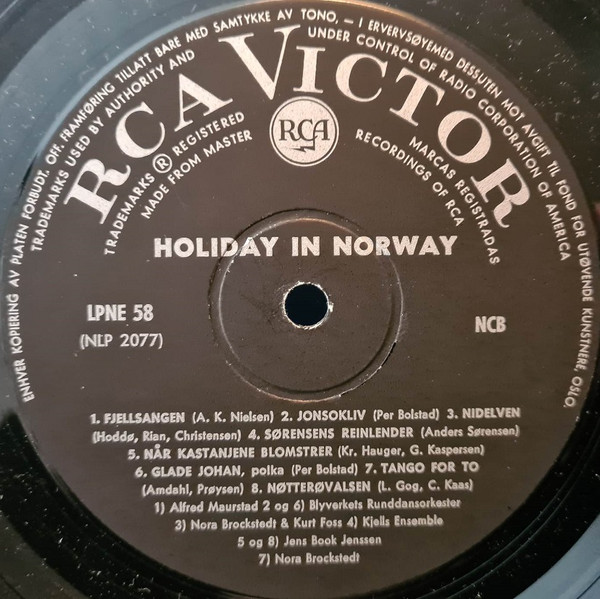 ENHVER KOPIERING AV PLATEN FORBUDT. OFF. FRAMFØRING TILLATT BARE MED SAMTYKKE AV TONO, — I ERVERVSØYEMED DESSUTEN MOT AVGIFT TIL FOND FOR UTØVENDE KUNSTNERE, OSLO.
TRADEMARKS USED BY AUTHORITY AND UNDER CONTROL OF RADIO CORPORATION OF AMERICA
RCA VICTOR
TRADEMARKS ® REGISTERED
MARCAS REGISTRADAS
MADE FROM MASTER
RECORDINGS OF RCA
RCA
HOLIDAY IN NORWAY
LPNE 58
(NLP 2077)
NCB
1. FJELLSANGEN (A. K. Nielsen) 2. JONSOKLIV (Per Bolstad) 3. NIDELVEN
(Hoddø, Rian, Christensen) 4. SØRENSENS REINLENDER (Anders Sørensen)
5. NÅR KASTANJENE BLOMSTRER (Kr. Hauger, G. Kaspersen)
6. GLADE JOHAN, polka (Per Bolstad) 7. TANGO FOR TO
(Amdahl, Prøysen) 8. NØTTERØVALSEN (L. Gog, C. Kaas)
1) Alfred Maurstad 2 og 6) Blyverkets Runddansorkester
3) Nora Brockstedt & Kurt Foss 4) Kjells Ensemble
5 og 8) Jens Book Jenssen
7) Nora Brockstedt